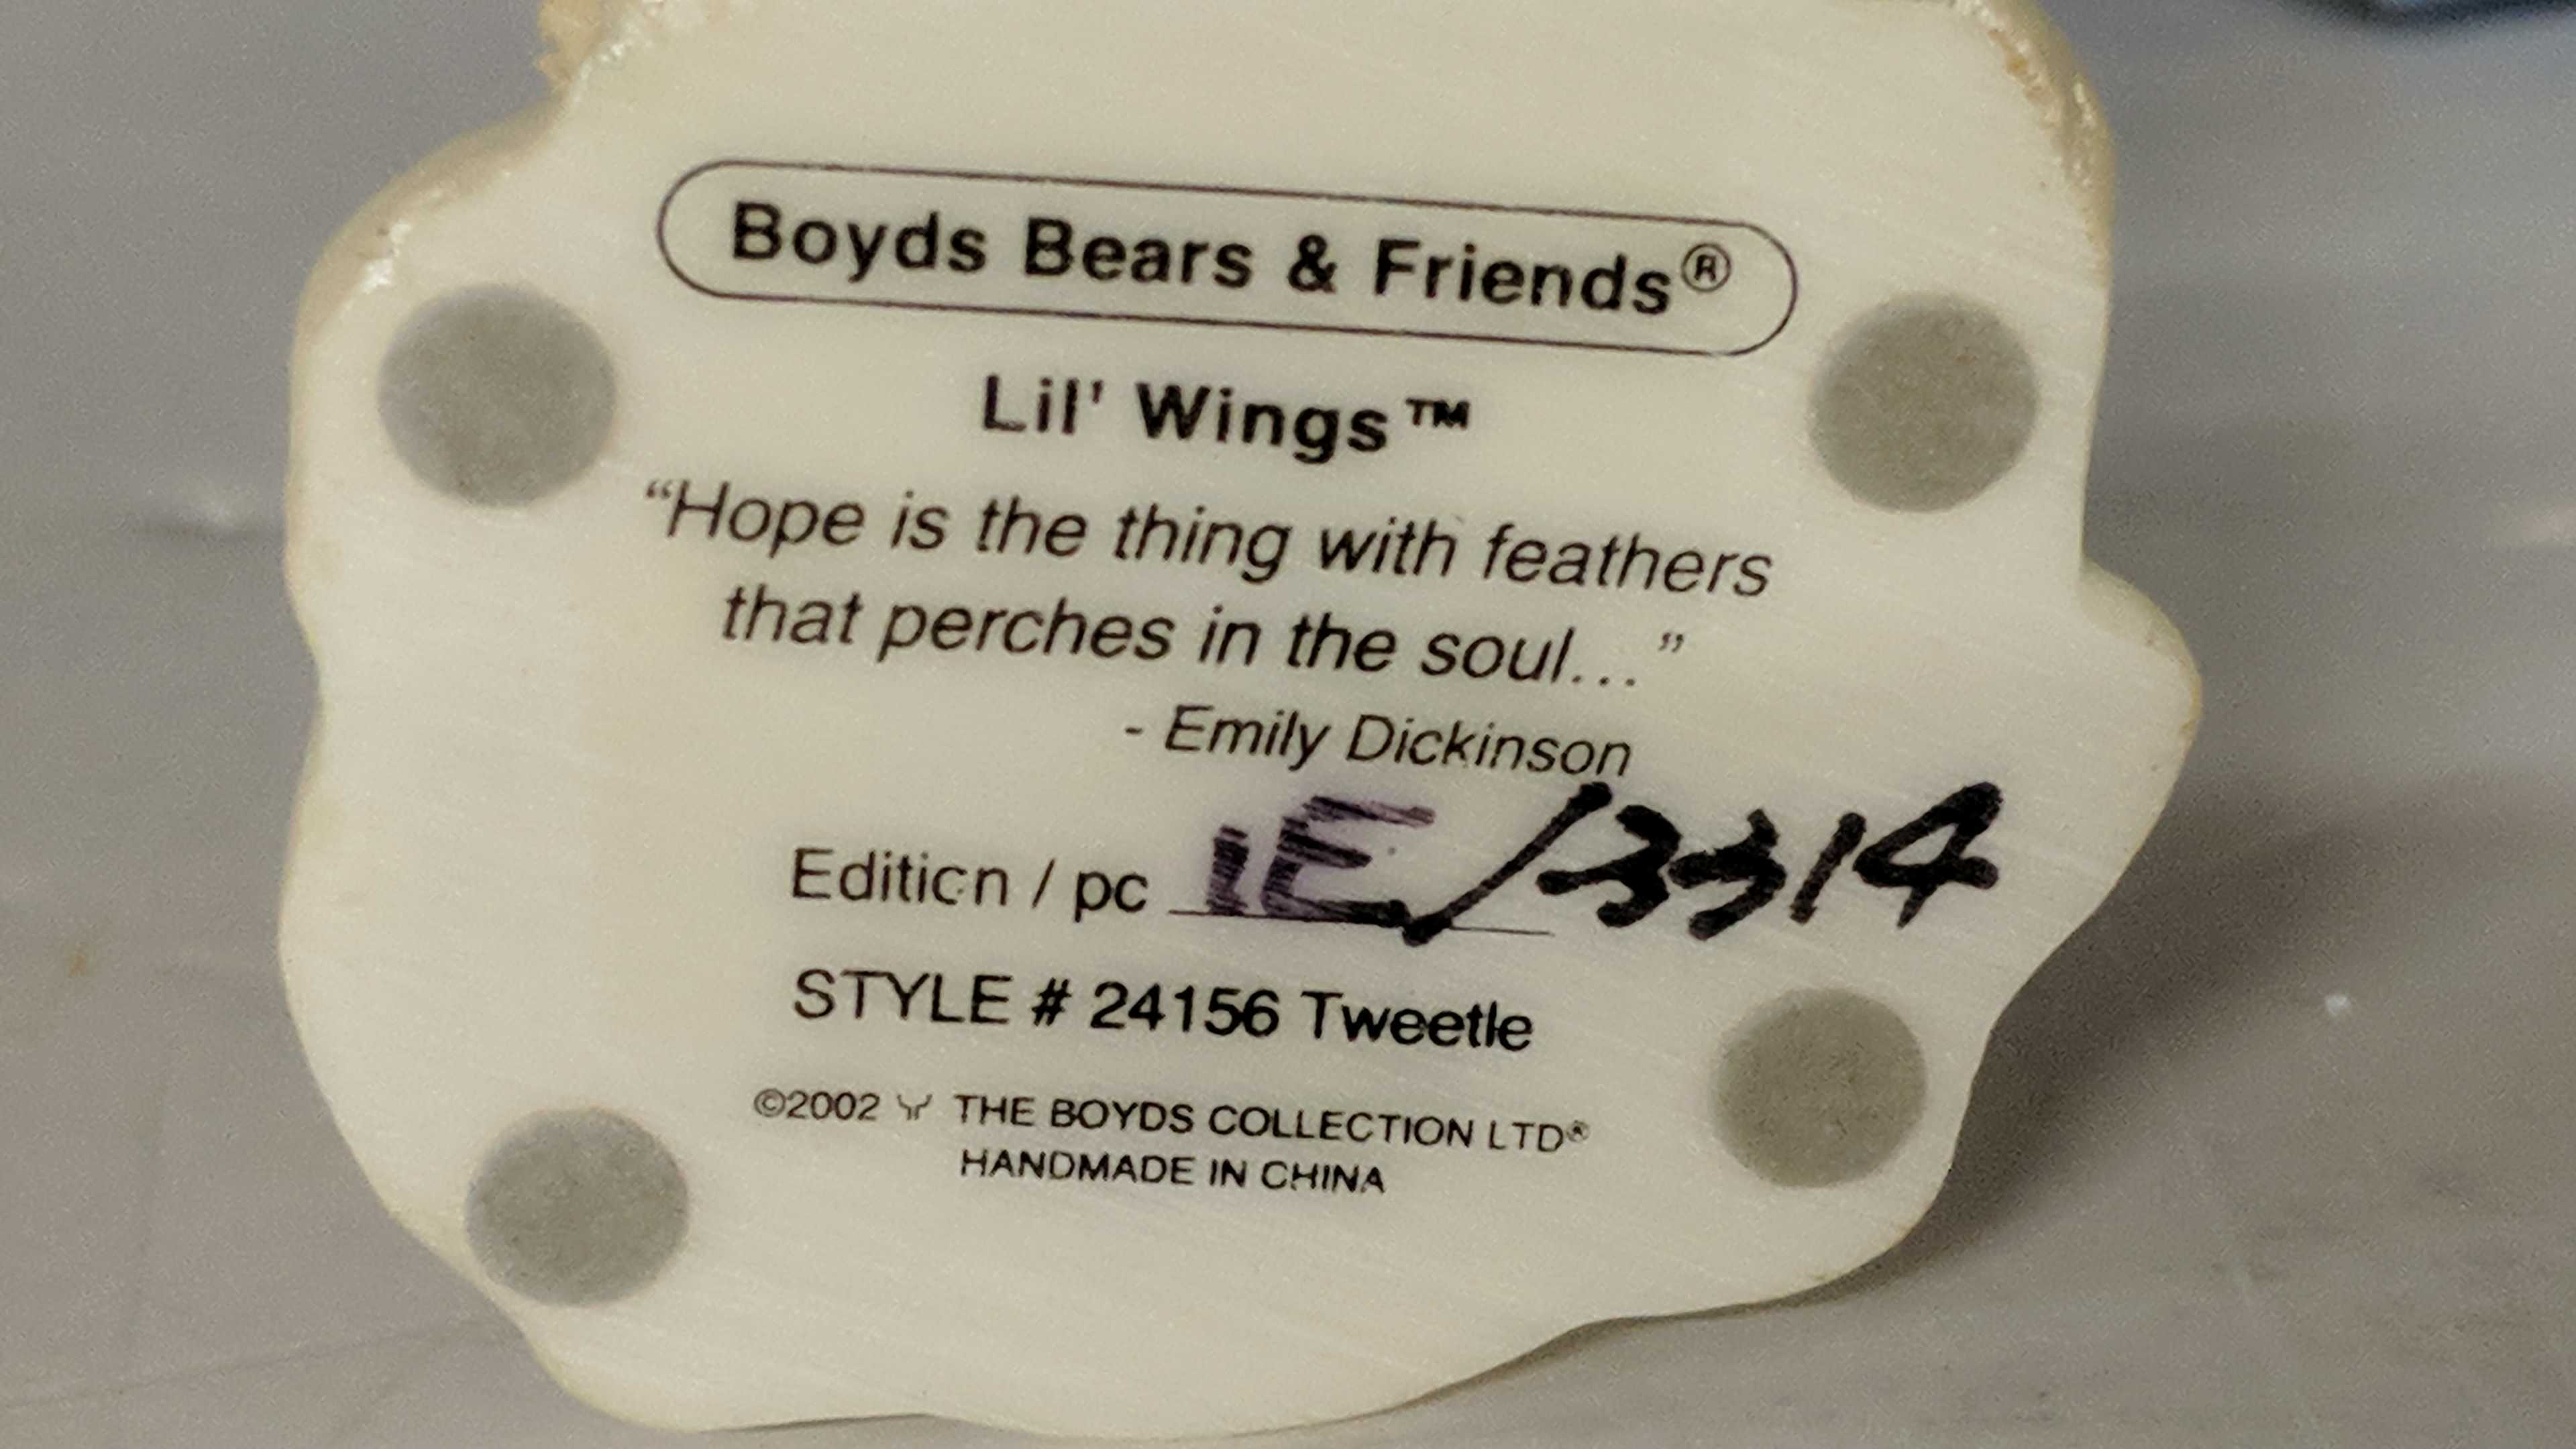 Boyds Bears & Friends®
Lil' Wings™
“Hope is the thing with feathers
that perches in the soul...”
- Emily Dickinson
Edition / pc 1E/3314
STYLE # 24156 Tweetle
©2002 THE BOYDS COLLECTION LTD®
HANDMADE IN CHINA